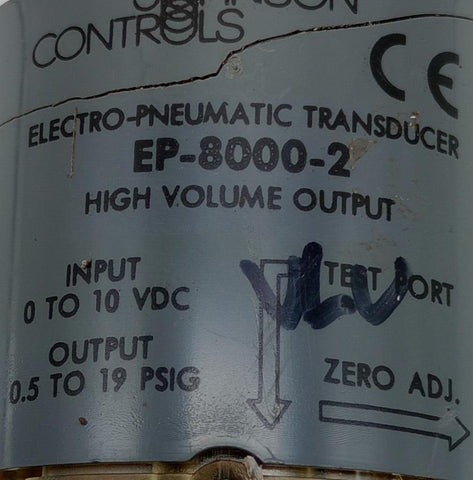 JOHNSON
CONTROLS
CE
ELECTRO-PNEUMATIC TRANSDUCER
EP-8000-2
HIGH VOLUME OUTPUT
INPUT
0 TO 10 VDC
OUTPUT
0.5 TO 19 PSIG
TEST PORT
ZERO ADJ.